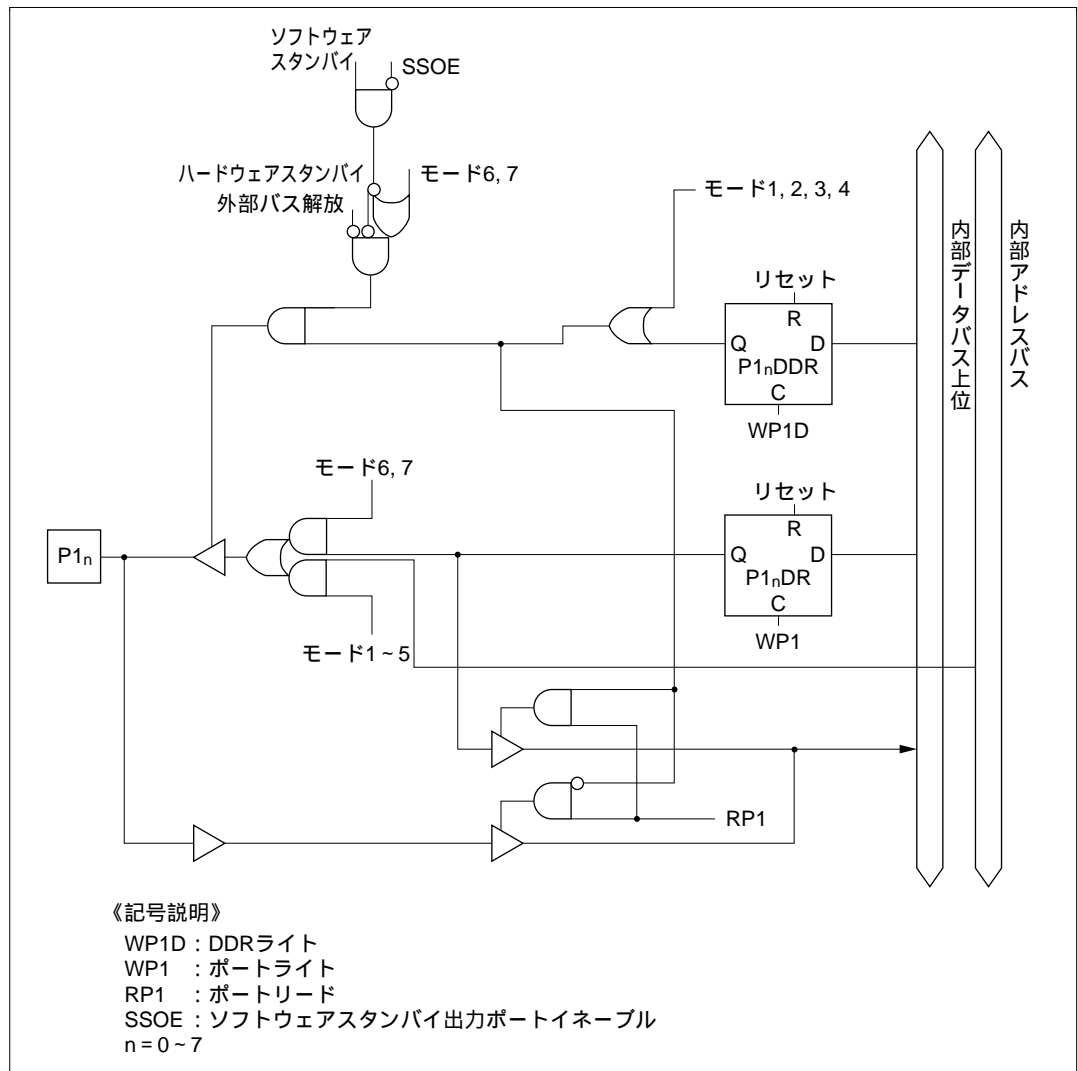 ソフトウェア
スタンバイ
SSOE
ハードウェアスタンバイ
モード6, 7
外部バス解放
モード1, 2, 3, 4
リセット
R
Q
D
P1nDDR
C
WP1D
内部データバス上位
内部アドレスバス
モード6, 7
リセット
R
P1n
Q
D
P1nDR
C
WP1
モード1~5
RP1
《記号説明》
WP1D : DDRライト
WP1 : ポートライト
RP1 : ポートリード
SSOE : ソフトウェアスタンバイ出力ポートイネーブル
n = 0~7